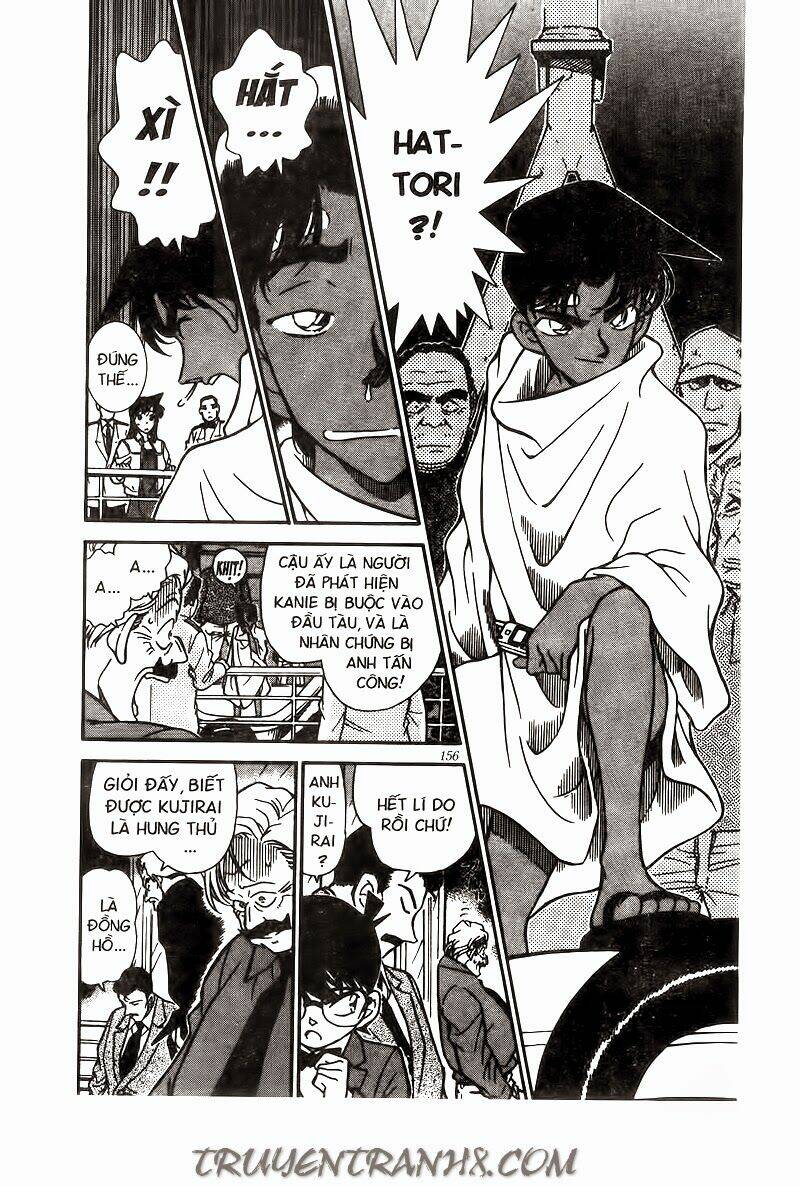 HAT-
TORI
?!
HẮT
...
XÌ
!!
ĐÚNG
THẾ...
CẬU ẤY LÀ NGƯỜI
ĐÃ PHÁT HIỆN
KANIE BỊ BUỘC VÀO
ĐẦU TÀU, VÀ LÀ
NHÂN CHỨNG BỊ
ANH TẤN
CÔNG!
KHỊT!
A...
A...
156
HẾT LÍ DO
RỒI CHỨ!
ANH
KU-
JI-
RAI
?
GIỎI ĐẤY, BIẾT
ĐƯỢC KUJIRAI
LÀ HUNG THỦ
...
LÀ
ĐỒNG
HỒ...
TRUYENTRANH8.COM